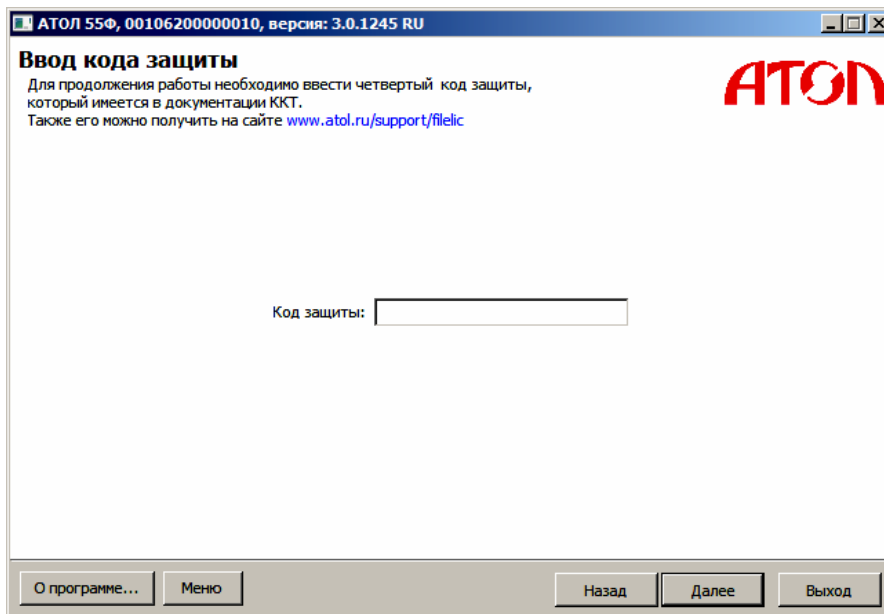 АТОЛ 55Ф, 00106200000010, версия: 3.0.1245 RU
Ввод кода защиты
Для продолжения работы необходимо ввести четвертый код защиты,
который имеется в документации ККТ.
Также его можно получить на сайте www.atol.ru/support/filelic
АТОЛ
Код защиты:
О программе... Меню Назад Далее Выход